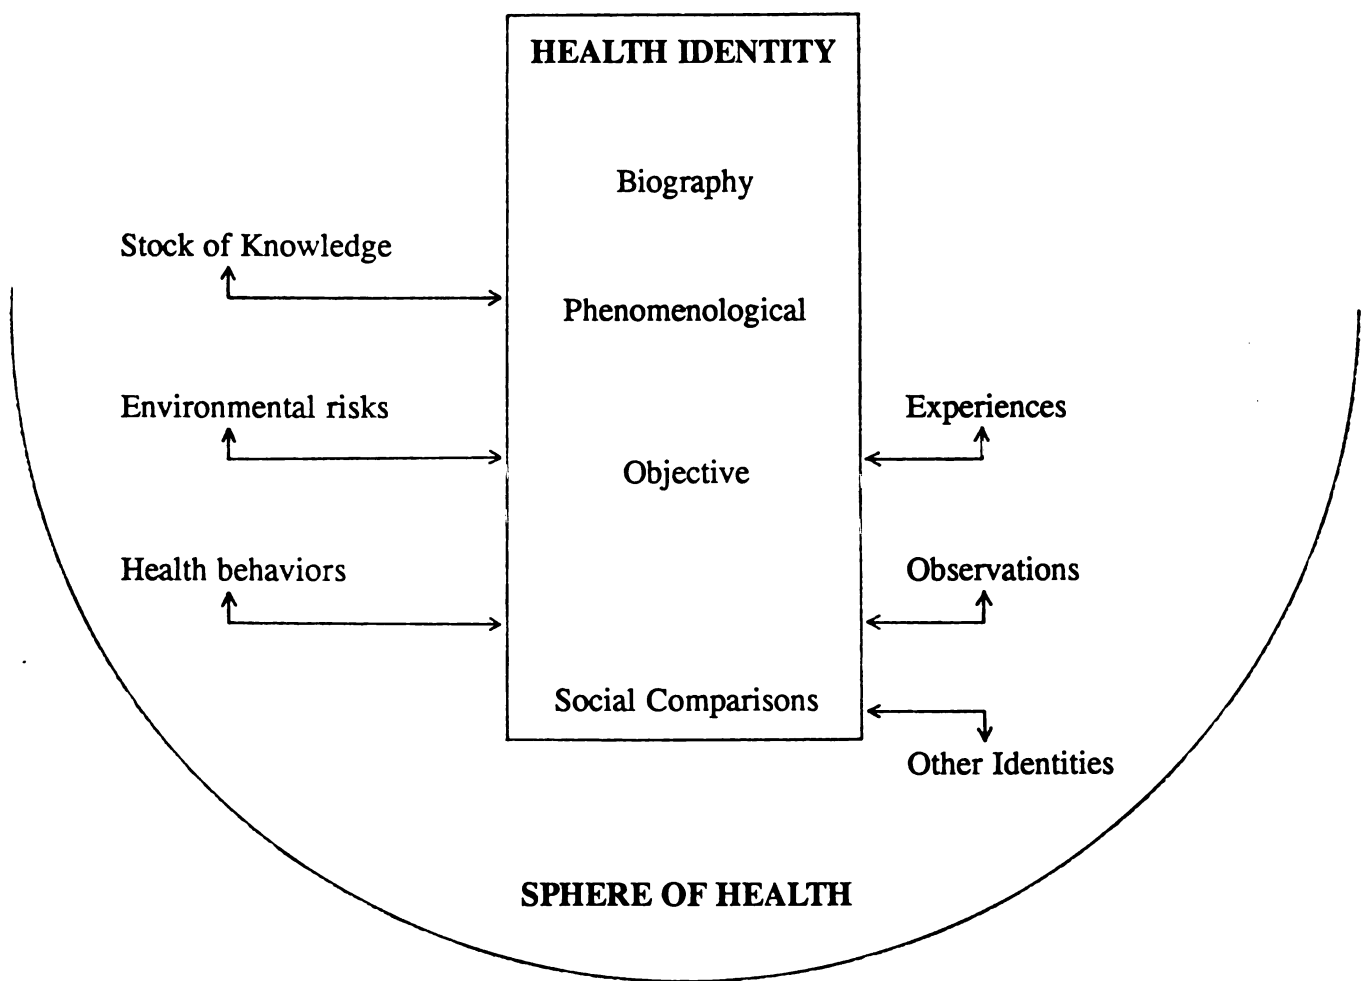 HEALTH IDENTITY
Biography
Stock of Knowledge
Phenomenological
Environmental risks
Experiences
Objective
Health behaviors
Observations
Social Comparisons
Other Identities
SPHERE OF HEALTH